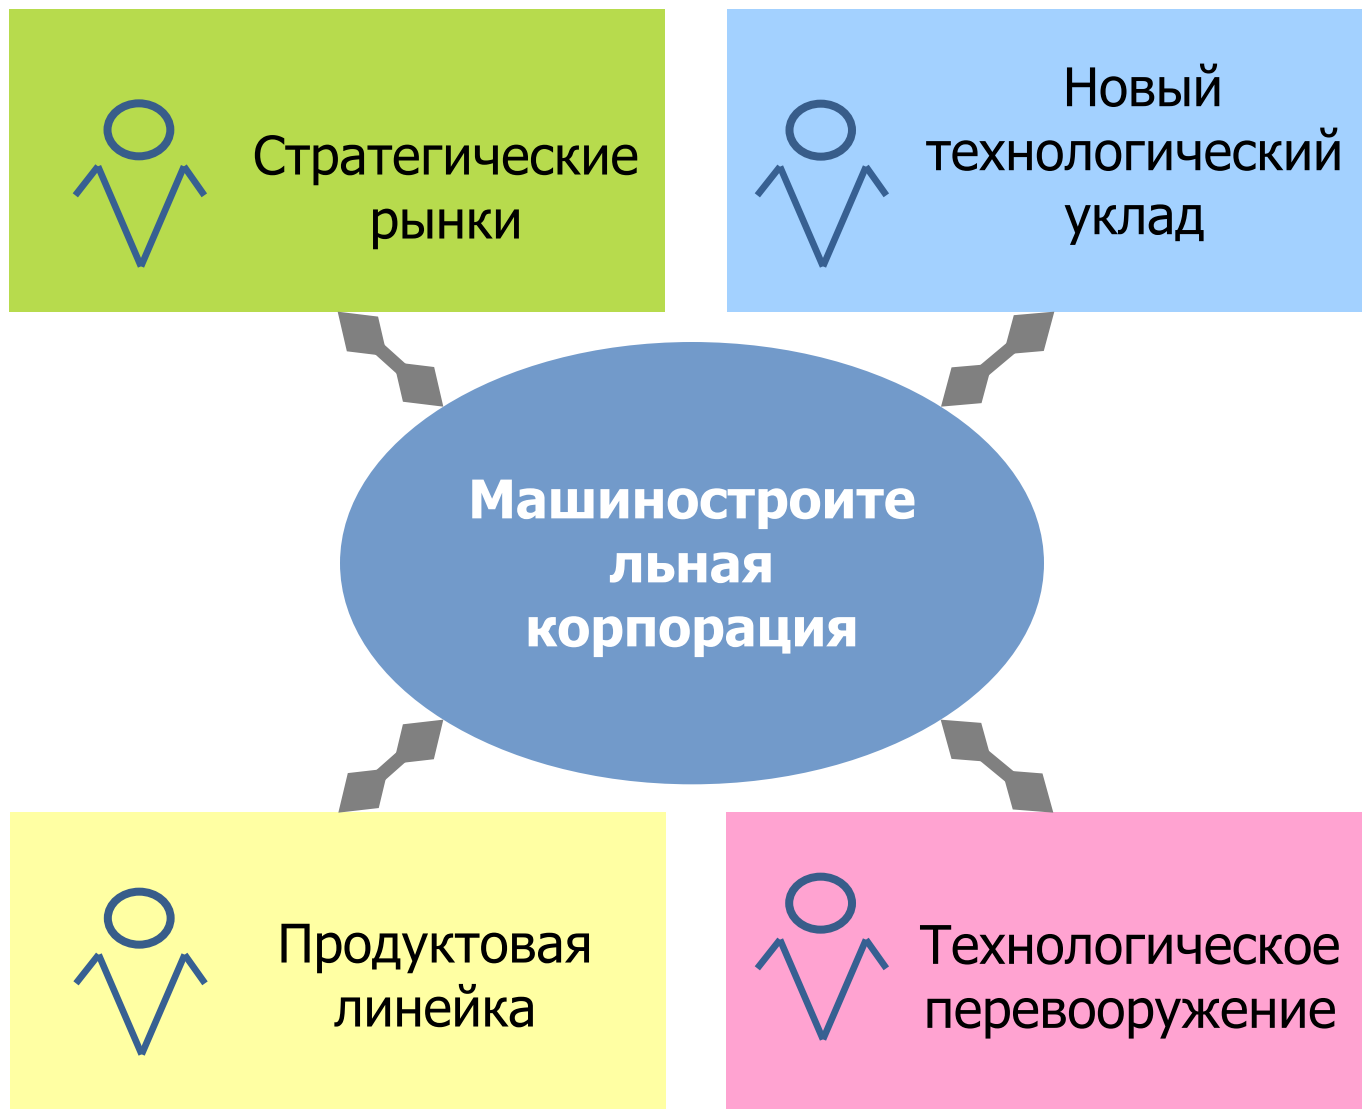 Стратегические
рынки
Новый
технологический
уклад
Машиностроите
льная
корпорация
Продуктовая
линейка
Технологическое
перевооружение